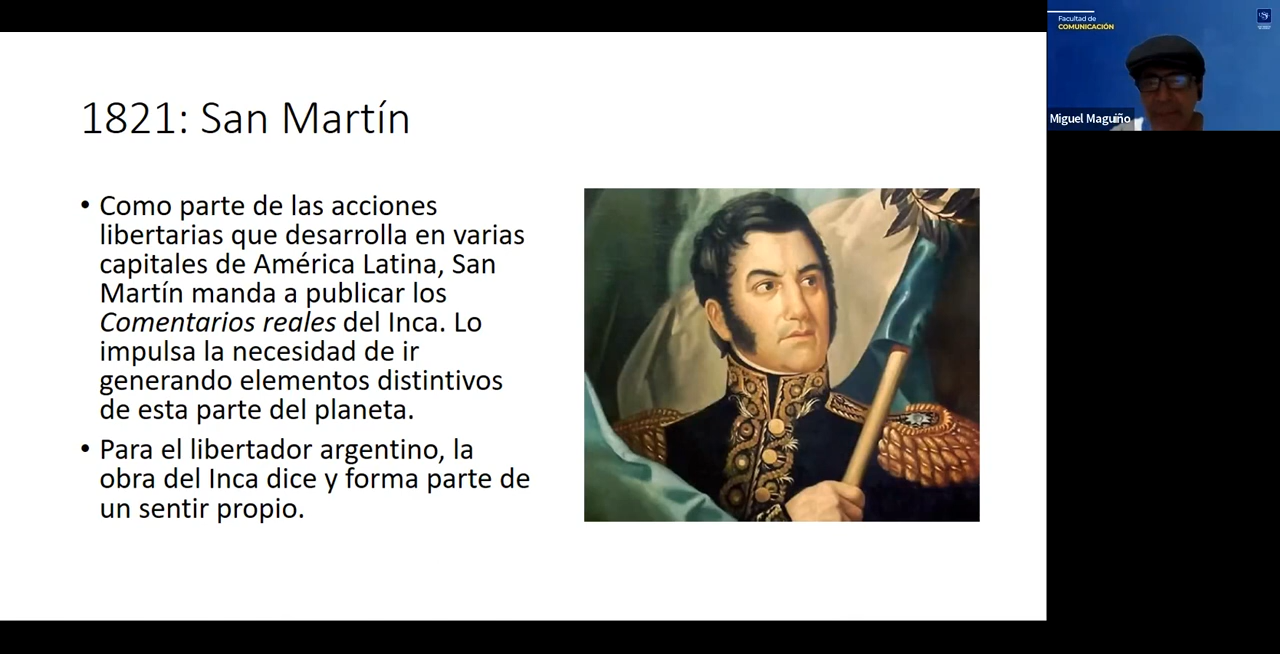 1821: San Martín
• Como parte de las acciones
libertarias que desarrolla en varias
capitales de América Latina, San
Martín manda a publicar los
Comentarios reales del Inca. Lo
impulsa la necesidad de ir
generando elementos distintivos
de esta parte del planeta.
• Para el libertador argentino, la
obra del Inca dice y forma parte de
un sentir propio.
Facultad de
COMUNICACIÓN
Miguel Maguiño